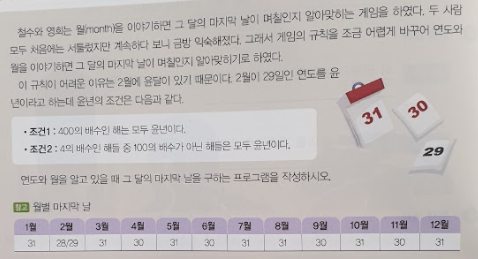 철수와 영희는 월(month)을 이야기하면 그 달의 마지막 날이 며칠인지 알아맞히는 게임을 하였다. 두 사람
모두 처음에는 서툴렀지만 계속하다 보니 금방 익숙해졌다. 그래서 게임의 규칙을 조금 어렵게 바꾸어 연도와
월을 이야기하면 그 달의 마지막 날이 며칠인지 알아맞히기로 하였다.
이 규칙이 어려운 이유는 2월에 윤달이 있기 때문이다. 2월이 29일인 연도를 윤
년이라고 하는데 윤년의 조건은 다음과 같다.
• 조건1 : 400의 배수인 해는 모두 윤년이다.
• 조건2 : 4의 배수인 해들 중 100의 배수가 아닌 해들은 모두 윤년이다.
31
30
29
연도와 월을 알고 있을 때 그 달의 마지막 날을 구하는 프로그램을 작성하시오.
참고 월별 마지막 날
1월 2월 3월 4월 5월 6월 7월 8월 9월 10월 11월 12월
31 28/29 31 30 31 30 31 31 30 31 30 31